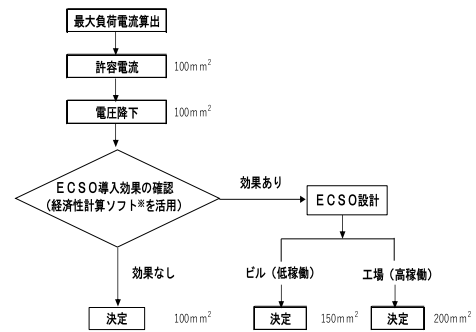 最大負荷電流算出
許容電流 100mm²
電圧降下 100mm²
ECSO導入効果の確認
(経済性計算ソフト※を活用)
効果あり
ECSO設計
効果なし
ビル(低稼働)
工場(高稼働)
決定 100mm²
決定 150mm²
決定 200mm²